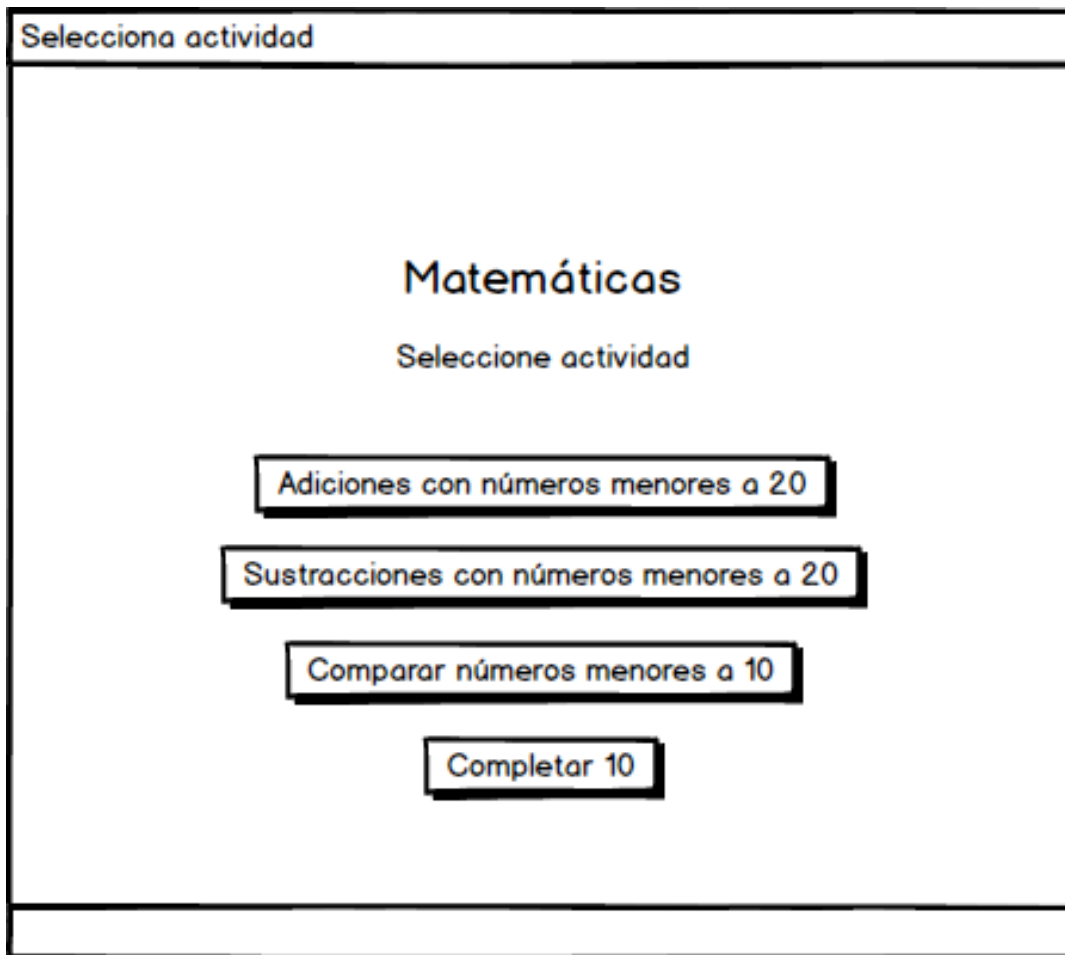 Selecciona actividad
Matemáticas
Seleccione actividad
Adiciones con números menores a 20
Sustracciones con números menores a 20
Comparar números menores a 10
Completar 10